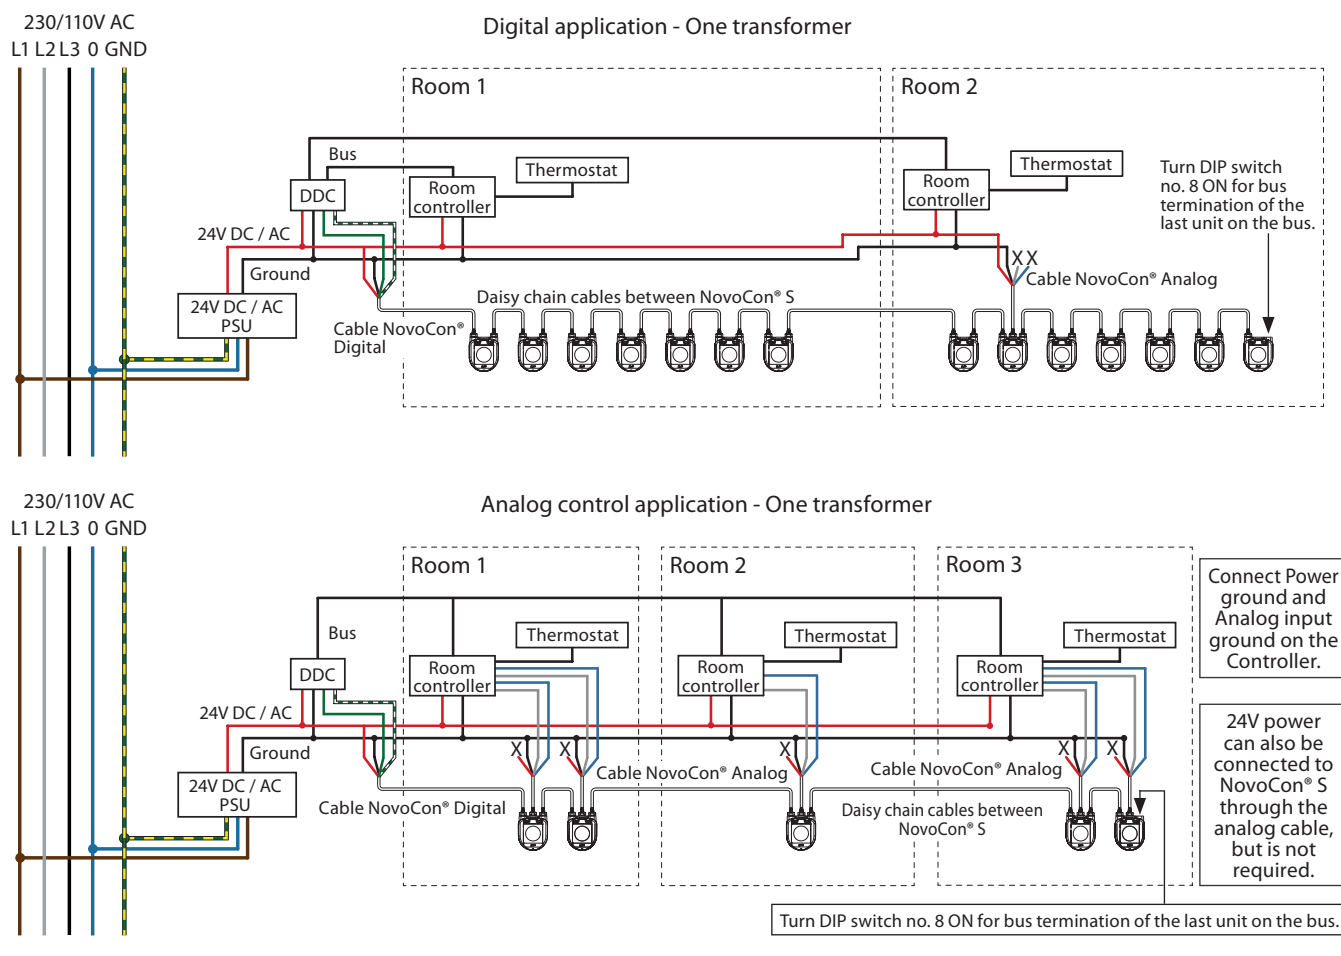 230/110V AC
L1 L2 L3 0 GND
Digital application - One transformer
Room 1
Room 2
Bus
DDC
Room
controller
Thermostat
Room
controller
Thermostat
Turn DIP switch
no. 8 ON for bus
termination of the
last unit on the bus.
24V DC / AC
Ground
24V DC / AC
PSU
Cable NovoCon® Digital
Daisy chain cables between NovoCon® S
X X
Cable NovoCon® Analog
230/110V AC
L1 L2 L3 0 GND
Analog control application - One transformer
Room 1
Room 2
Room 3
Bus
DDC
Room
controller
Thermostat
Room
controller
Thermostat
Room
controller
Thermostat
24V DC / AC
Ground
24V DC / AC
PSU
X X X X X
Cable NovoCon® Digital
Cable NovoCon® Analog
Cable NovoCon® Analog
Daisy chain cables between
NovoCon® S
Connect Power
ground and
Analog input
ground on the
Controller.
24V power
can also be
connected to
NovoCon® S
through the
analog cable,
but is not
required.
Turn DIP switch no. 8 ON for bus termination of the last unit on the bus.